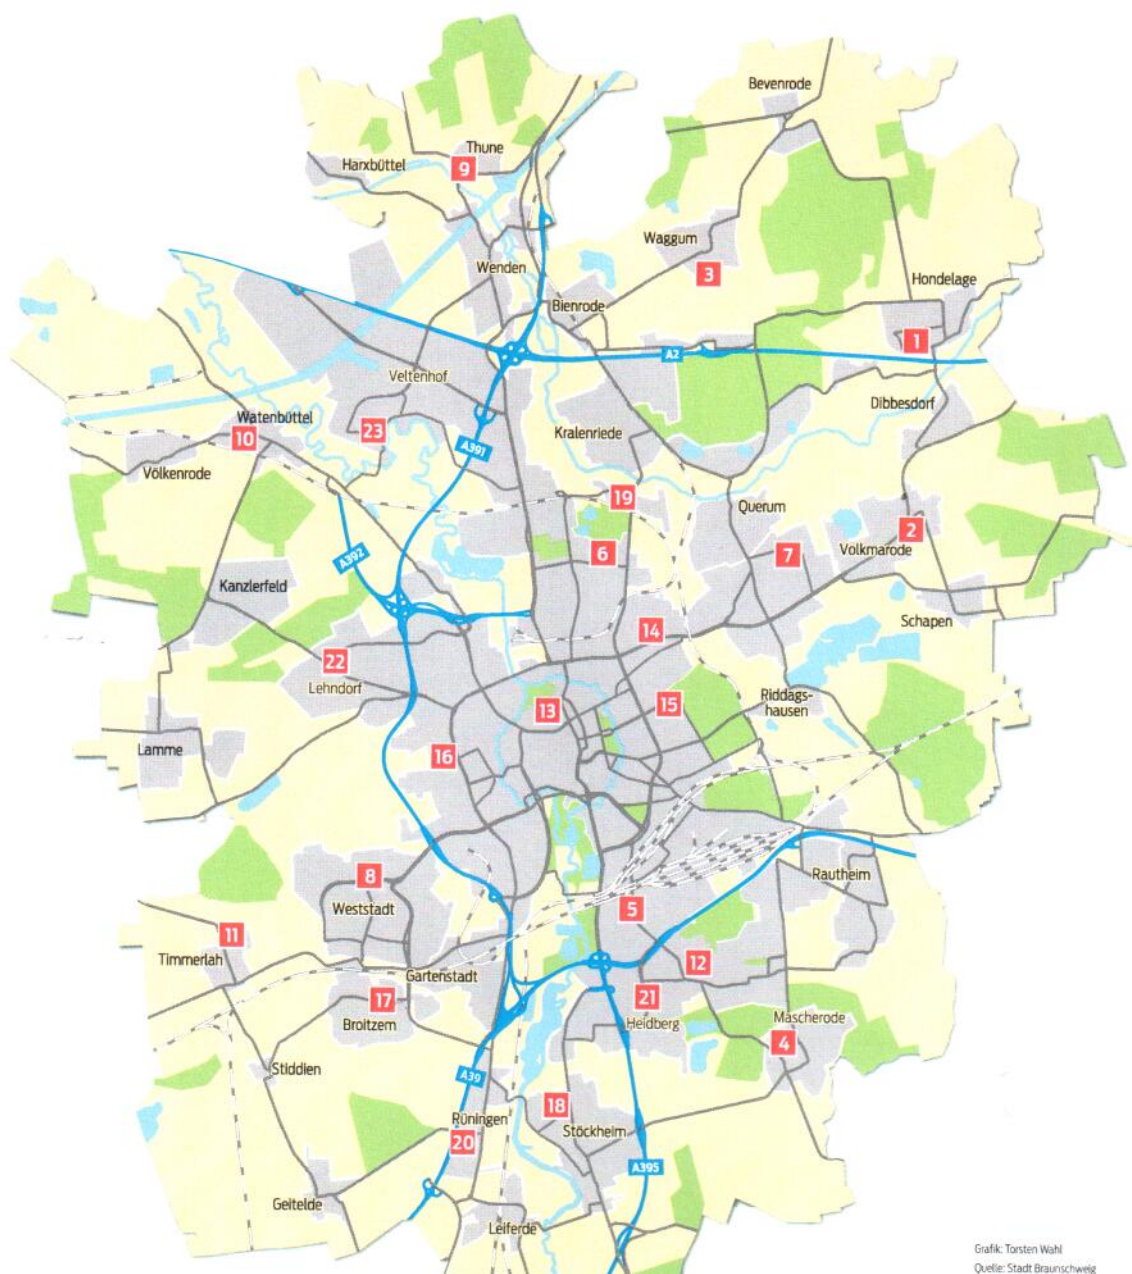 Bevenrode
Thune
9
Harxbüttel
Waggum
3
Wenden
Hondelage
Bienrode
1
A2
Veltenhof
Dibbesdorf
Watenbüttel
10
23
Kralenriede
A391
Völkenrode
19
Querum
2
6
7
Volkmarode
A392
Kanzlerfeld
Schapen
14
22
Lehndorf
Riddags-
hausen
13
15
Lamme
16
8
Rautheim
Weststadt
5
11
Timmerlah
12
Gartenstadt
17
21
Broitzem
Heidberg
Mascherode
4
Stiddien
A39
18
Rüningen
Stöckheim
20
A395
Geitelde
Leiferde
Grafik: Torsten Wahl
Quelle: Stadt Braunschweig